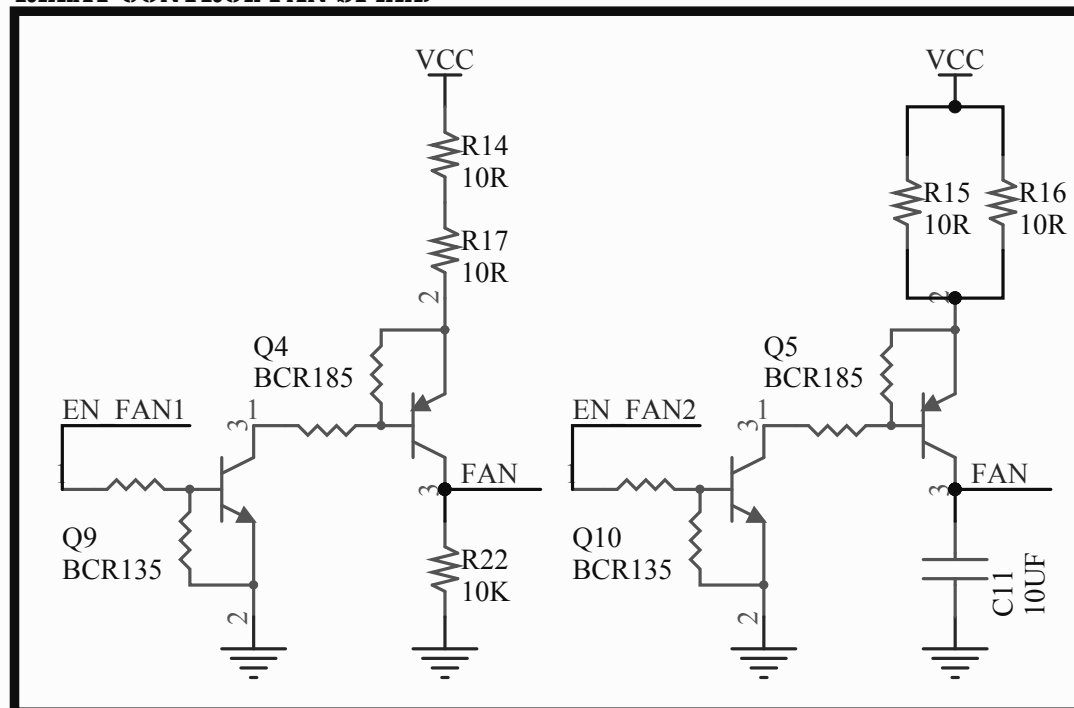 VCC
R14
10R
R17
10R
2
Q4
BCR185
EN_FAN1
1
3
1
Q9
BCR135
2
3
FAN
R22
10K
VCC
R15
10R
R16
10R
2
Q5
BCR185
EN_FAN2
1
3
1
Q10
BCR135
2
3
FAN
C11
10UF